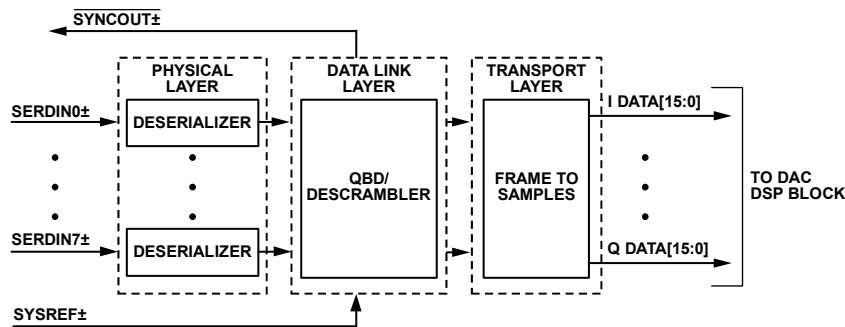 SYNCOUT±
PHYSICAL
LAYER
DATA LINK
LAYER
TRANSPORT
LAYER
SERDIN0±
DESERIALIZER
I DATA[15:0]
QBD/
DESCRAMBLER
FRAME TO
SAMPLES
TO DAC
DSP BLOCK
SERDIN7±
DESERIALIZER
Q DATA[15:0]
SYSREF±